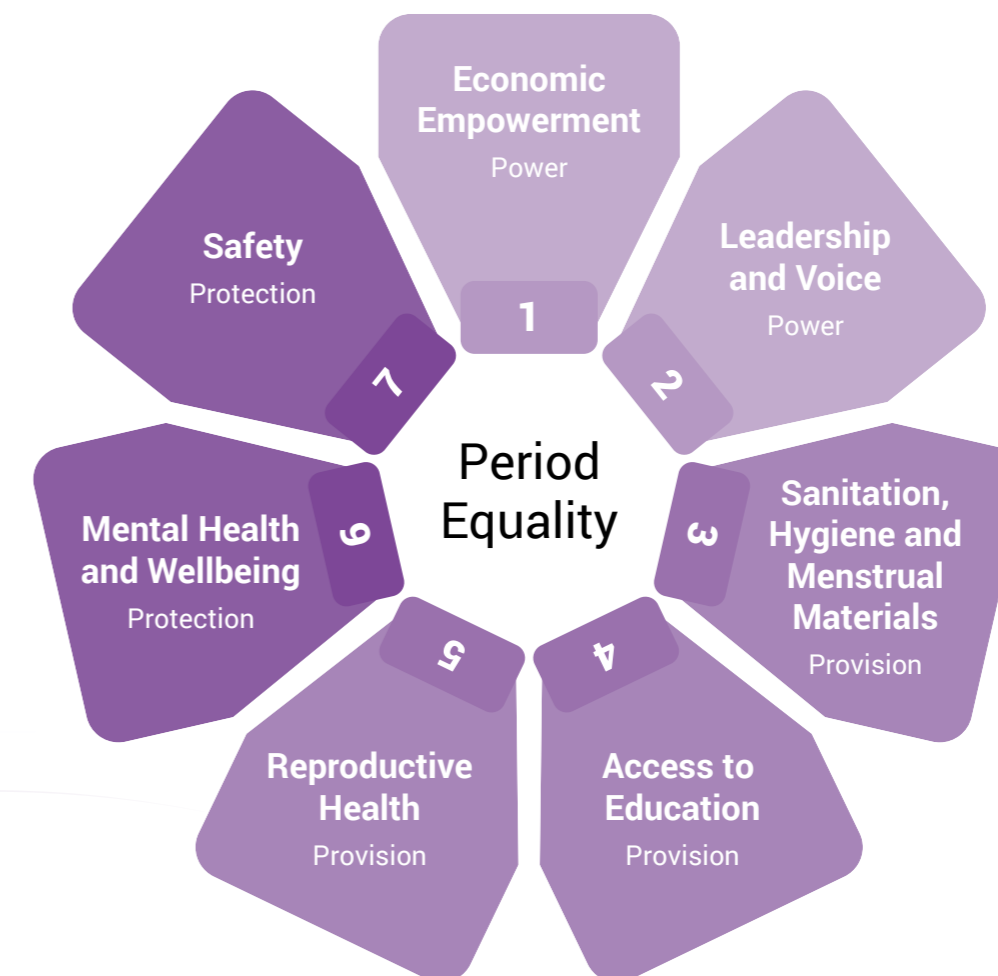 Economic
Empowerment
Power
1
Leadership
and Voice
Power
2
Sanitation,
Hygiene and
Menstrual
Materials
Provision
3
Access to
Education
Provision
4
Reproductive
Health
Provision
5
Mental Health
and Wellbeing
Protection
6
Safety
Protection
7
Period
Equality